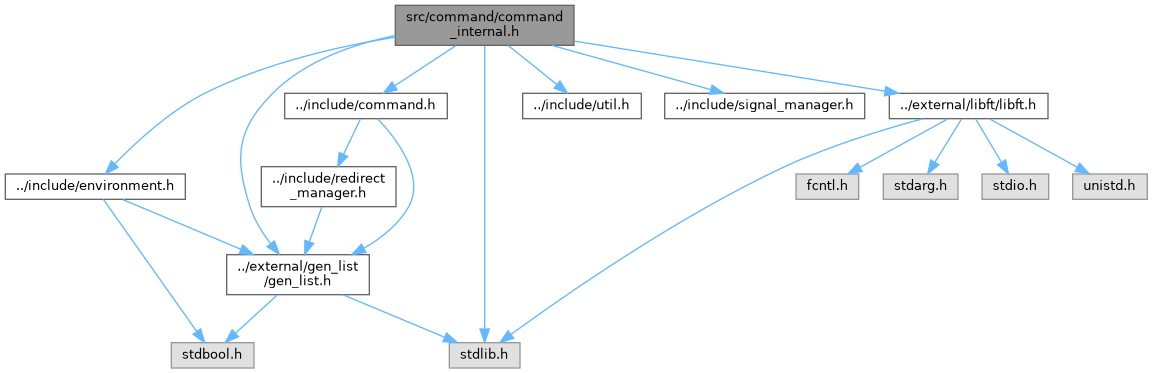 src/command/command
_internal.h
../include/command.h
../include/util.h
../include/signal_manager.h
../external/libft/libft.h
../include/environment.h
../include/redirect
_manager.h
fcntl.h
stdarg.h
stdio.h
unistd.h
../external/gen_list
/gen_list.h
stdbool.h
stdlib.h